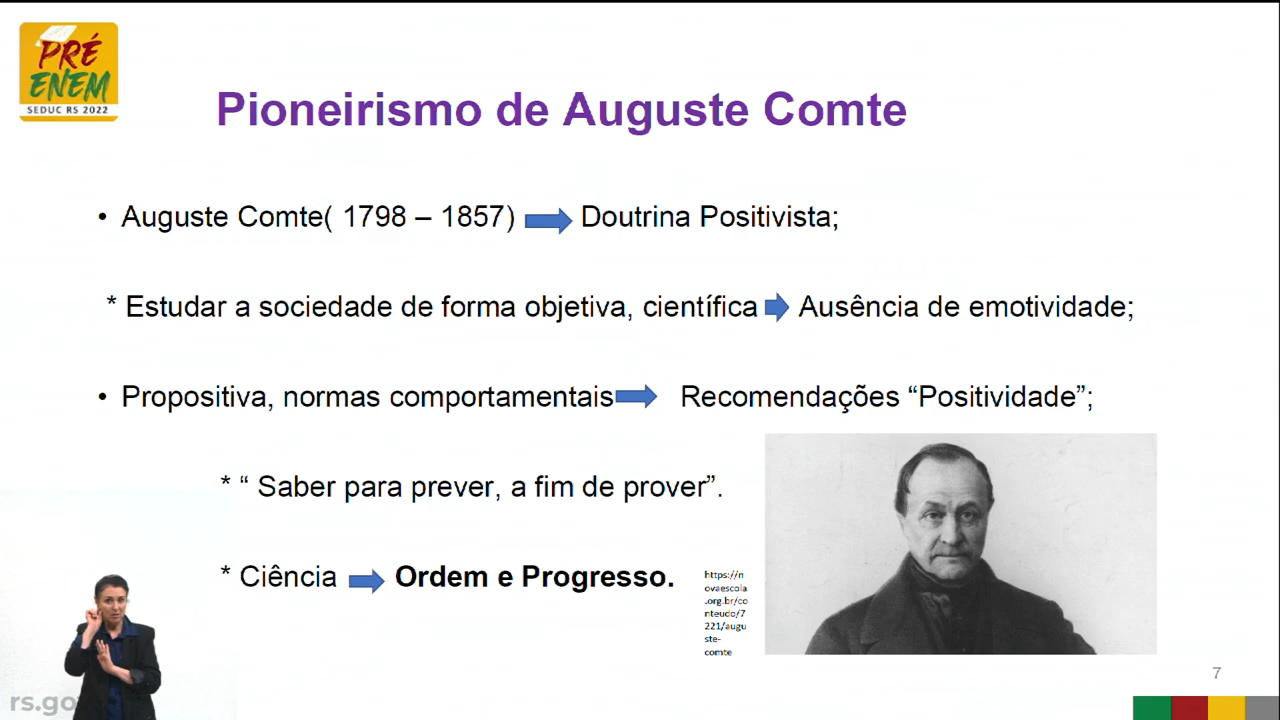 PRÉ
ENEM
SEDUC RS 2022
Pioneirismo de Auguste Comte
• Auguste Comte( 1798 – 1857) Doutrina Positivista;
* Estudar a sociedade de forma objetiva, científica Ausência de emotividade;
• Propositiva, normas comportamentais Recomendações “Positividade”;
* “ Saber para prever, a fim de prover”.
* Ciência Ordem e Progresso.
https://n
ovaescola
.org.br/co
nteudo/7
221/augu
ste-
comte
7
rs.go